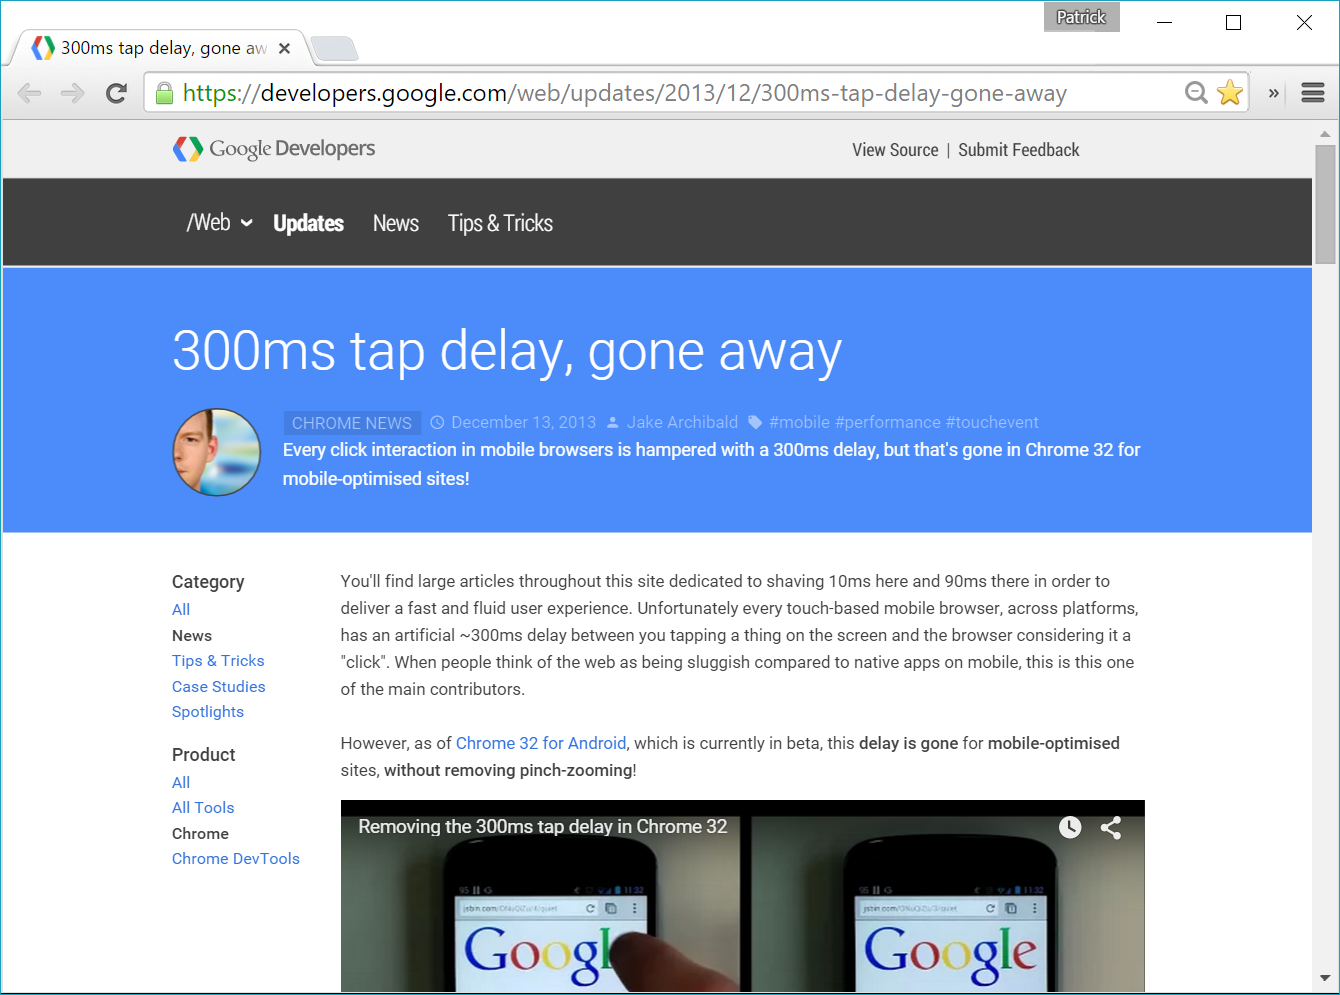 Patrick
300ms tap delay, gone aw
https://developers.google.com/web/updates/2013/12/300ms-tap-delay-gone-away
»
Google Developers
View Source | Submit Feedback
/Web Updates News Tips & Tricks
300ms tap delay, gone away
CHROME NEWS December 13, 2013 Jake Archibald #mobile #performance #touchevent
Every click interaction in mobile browsers is hampered with a 300ms delay, but that's gone in Chrome 32 for
mobile-optimised sites!
Category
All
News
Tips & Tricks
Case Studies
Spotlights
Product
All
All Tools
Chrome
Chrome DevTools
You'll find large articles throughout this site dedicated to shaving 10ms here and 90ms there in order to
deliver a fast and fluid user experience. Unfortunately every touch-based mobile browser, across platforms,
has an artificial ~300ms delay between you tapping a thing on the screen and the browser considering it a
"click". When people think of the web as being sluggish compared to native apps on mobile, this is this one
of the main contributors.
However, as of Chrome 32 for Android, which is currently in beta, this delay is gone for mobile-optimised
sites, without removing pinch-zooming!
Removing the 300ms tap delay in Chrome 32
95 G 11:32
95 G 11:32
Googl
Google